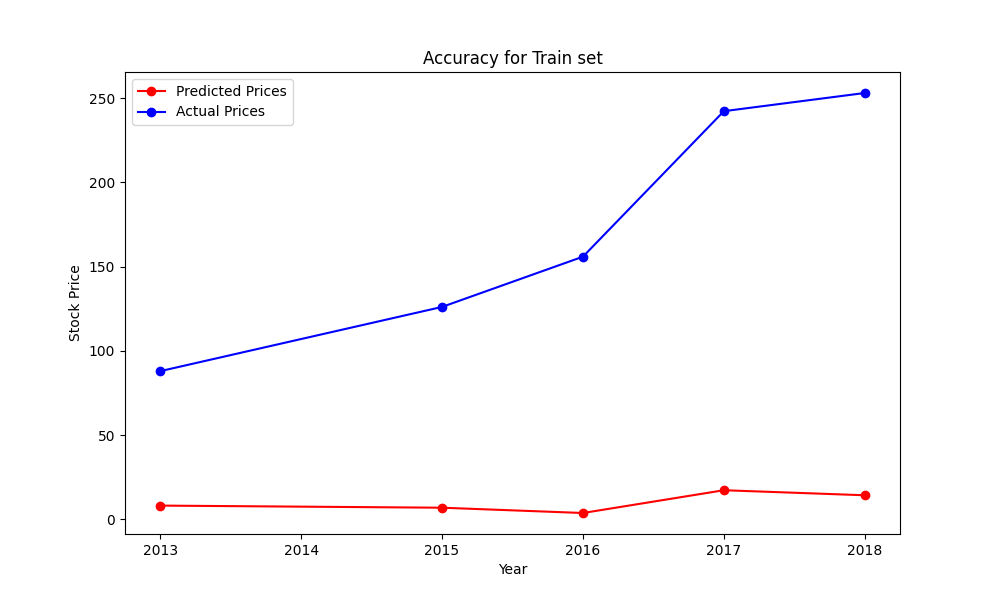 Accuracy for Train set
Predicted Prices
Actual Prices
250
200
150
100
50
0
Stock Price
2013 2014 2015 2016 2017 2018
Year